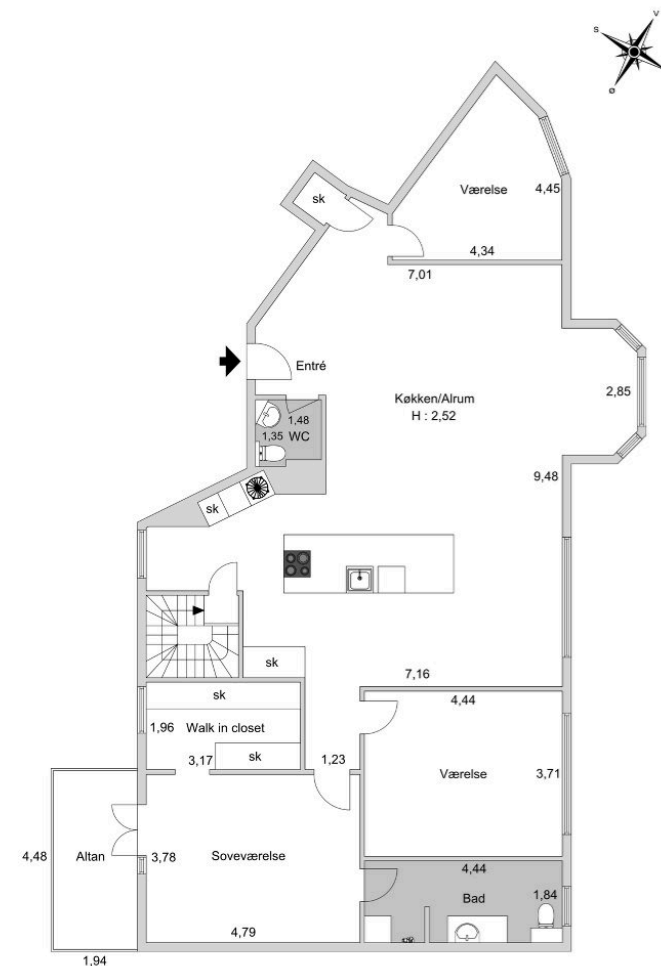 V
S
Ø
sk
Værelse
4,45
4,34
7,01
Entré
Køkken/Alrum
H : 2,52
2,85
1,48
1,35 WC
9,48
sk
sk
7,16
sk
4,44
1,96 Walk in closet
3,17
sk
1,23
Værelse
3,71
4,48
Altan
3,78
Soveværelse
4,44
Bad
1,84
4,79
1,94